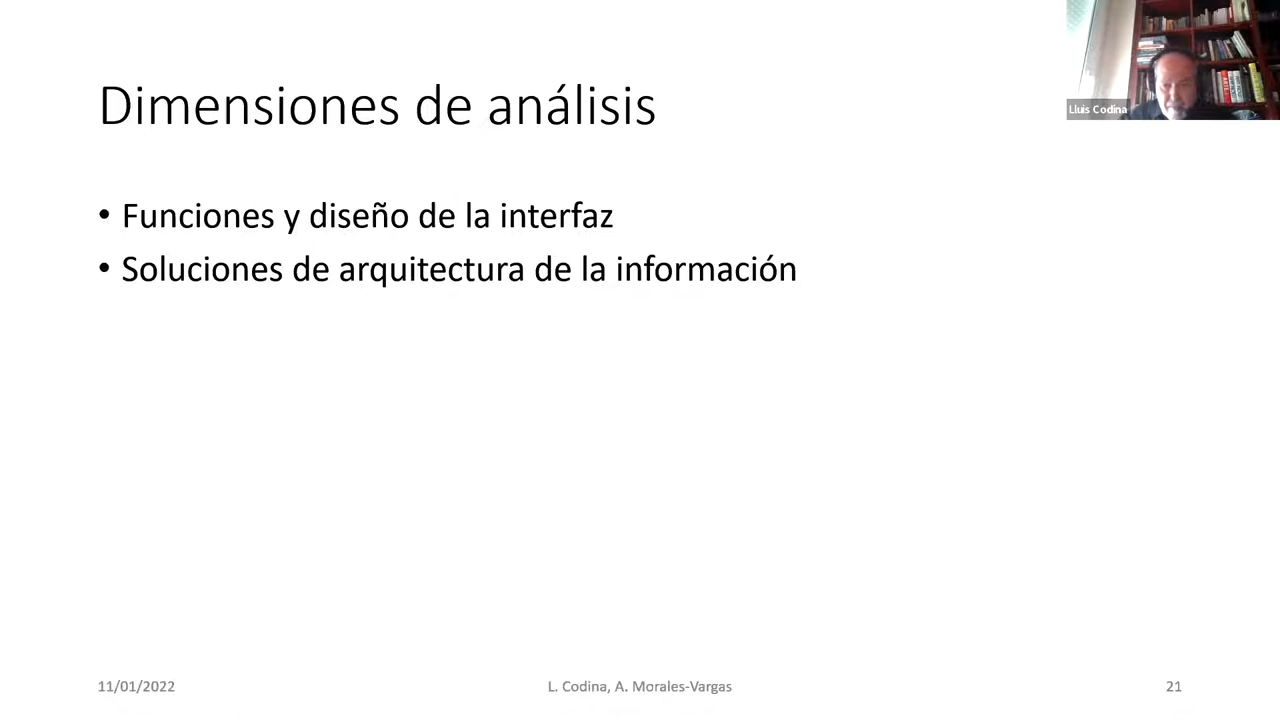 Dimensiones de análisis
Lluís Codina
• Funciones y diseño de la interfaz
• Soluciones de arquitectura de la información
11/01/2022
L. Codina, A. Morales-Vargas
21